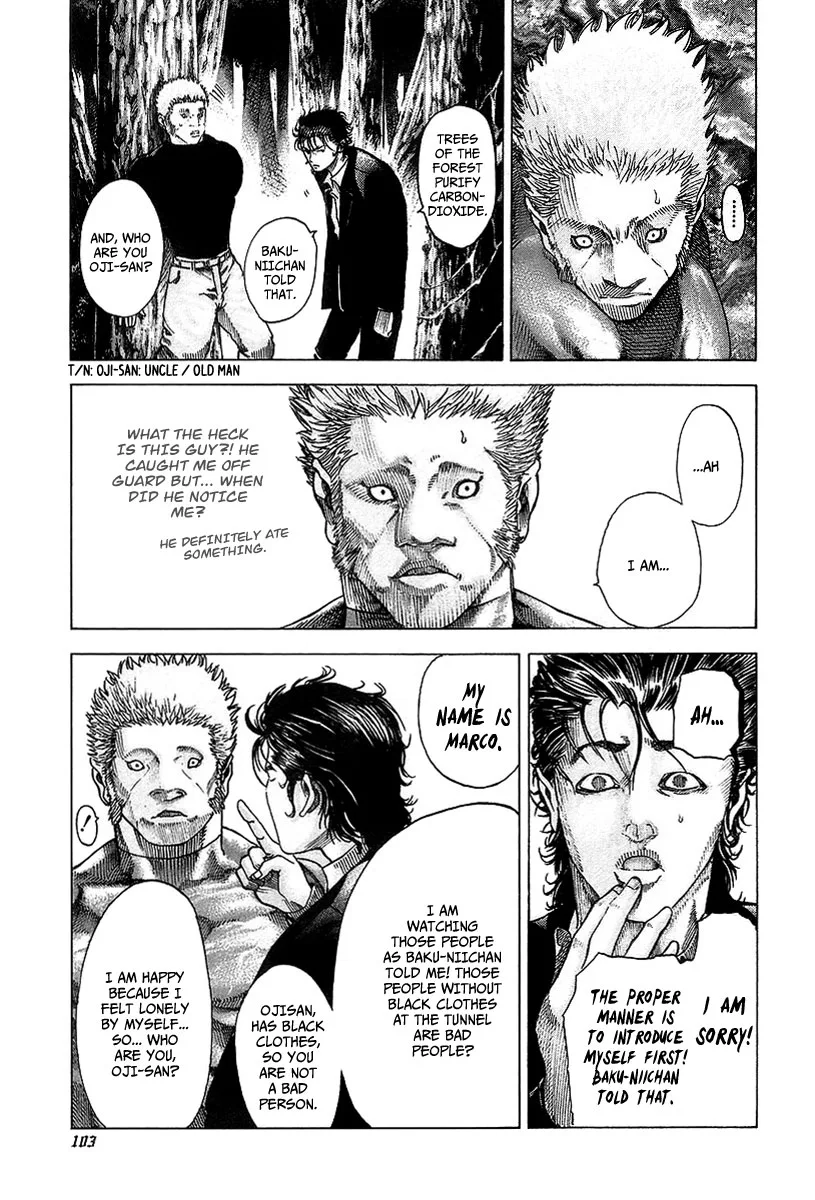 ......
TREES
OF THE
FOREST
PURIFY
CARBON-
DIOXIDE.
BAKU-
NIICHAN
TOLD
THAT.
AND, WHO
ARE YOU
OJI-SAN?
T/N: OJI-SAN: UNCLE / OLD MAN
...AH
I AM...
WHAT THE HECK
IS THIS GUY?! HE
CAUGHT ME OFF
GUARD BUT... WHEN
DID HE NOTICE
ME?
HE DEFINITELY ATE
SOMETHING.
AH...
I AM
SORRY!
THE PROPER
MANNER IS
TO INTRODUCE
MYSELF FIRST!
BAKU-NIICHAN
TOLD THAT.
MY
NAME IS
MARCO.
I AM
WATCHING
THOSE PEOPLE
AS BAKU-NIICHAN
TOLD ME! THOSE
PEOPLE WITHOUT
BLACK CLOTHES
AT THE TUNNEL
ARE BAD
PEOPLE?
OJISAN,
HAS BLACK
CLOTHES,
SO YOU
ARE NOT
A BAD
PERSON.
!
I AM HAPPY
BECAUSE I
FELT LONELY
BY MYSELF...
SO... WHO
ARE YOU,
OJI-SAN?
103